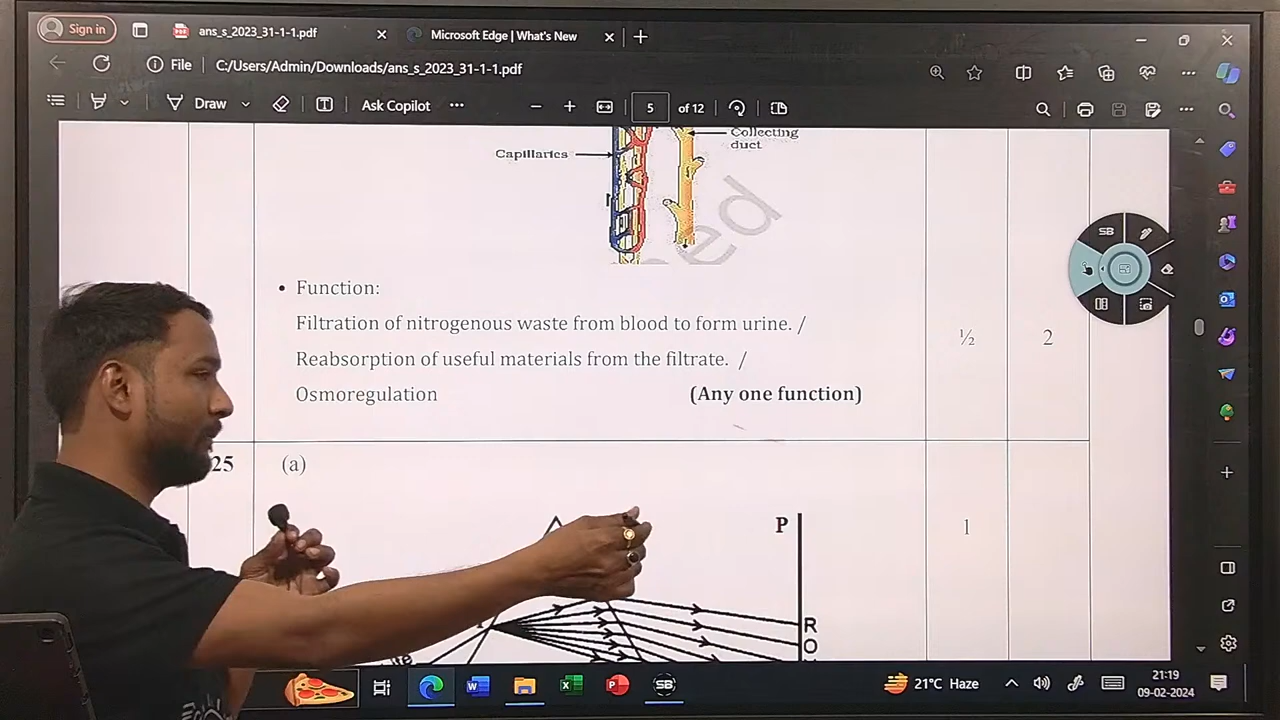 Sign in
ans_s_2023_31-1-1.pdf
Microsoft Edge | What's New
File
C:/Users/Admin/Downloads/ans_s_2023_31-1-1.pdf
Draw
Ask Copilot
5 of 12
Collecting
duct
Capillaries
• Function:
Filtration of nitrogenous waste from blood to form urine. /
Reabsorption of useful materials from the filtrate. /
Osmoregulation
(Any one function)
½
2
SB
25
(a)
1
P
R
O
21°C Haze
21:19
09-02-2024
SB